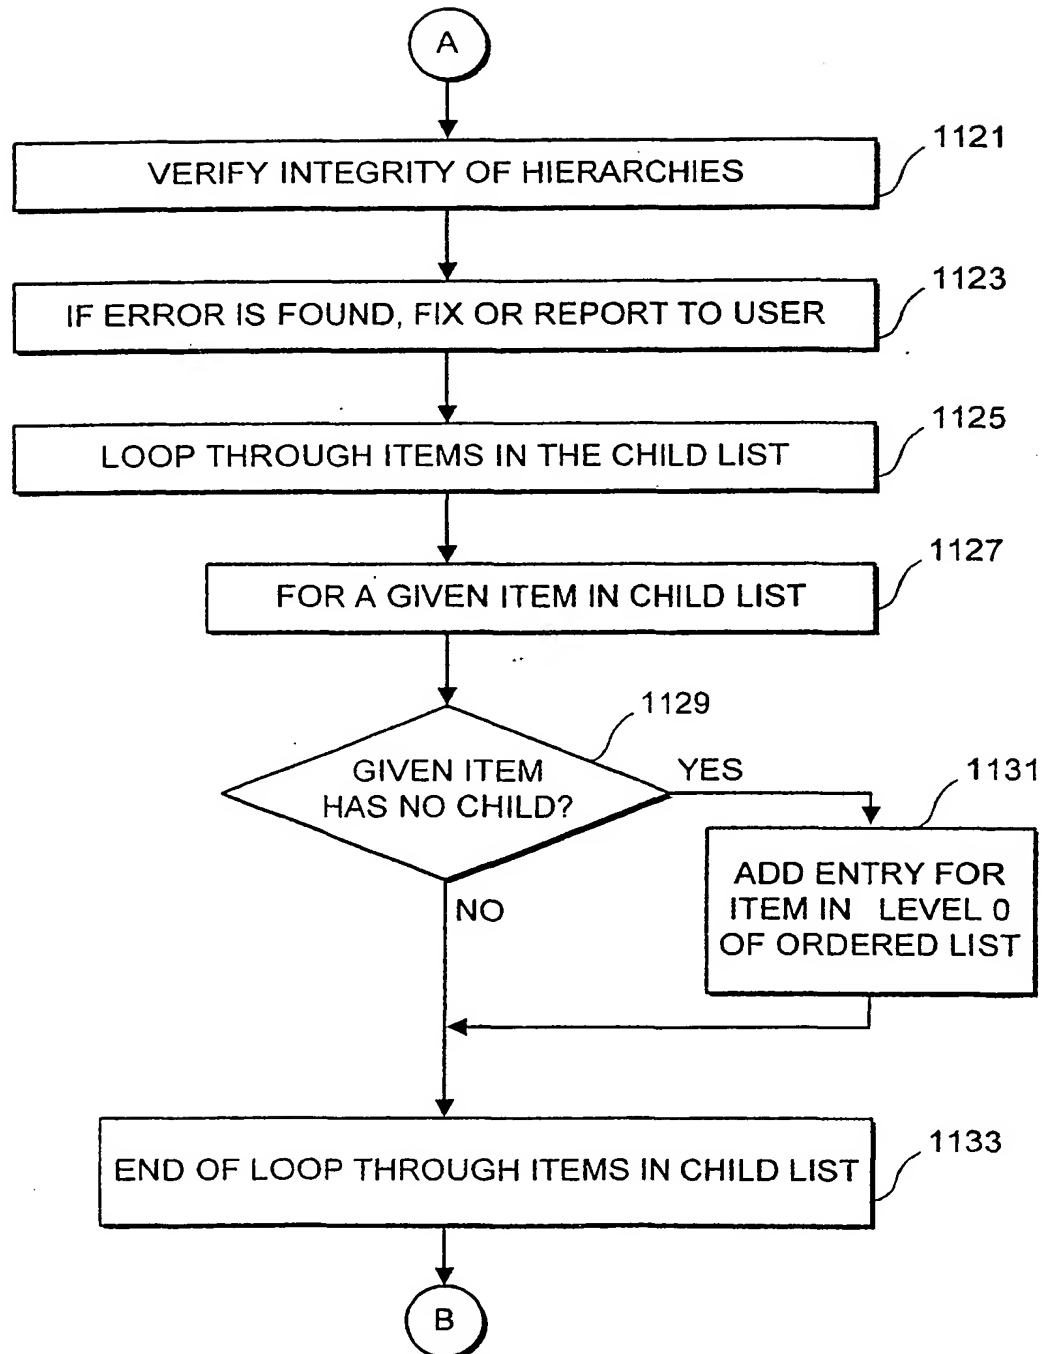 A
1121
VERIFY INTEGRITY OF HIERARCHIES
1123
IF ERROR IS FOUND, FIX OR REPORT TO USER
1125
LOOP THROUGH ITEMS IN THE CHILD LIST
1127
FOR A GIVEN ITEM IN CHILD LIST
1129
GIVEN ITEM
HAS NO CHILD?
YES
1131
ADD ENTRY FOR
ITEM IN LEVEL 0
OF ORDERED LIST
NO
1133
END OF LOOP THROUGH ITEMS IN CHILD LIST
B